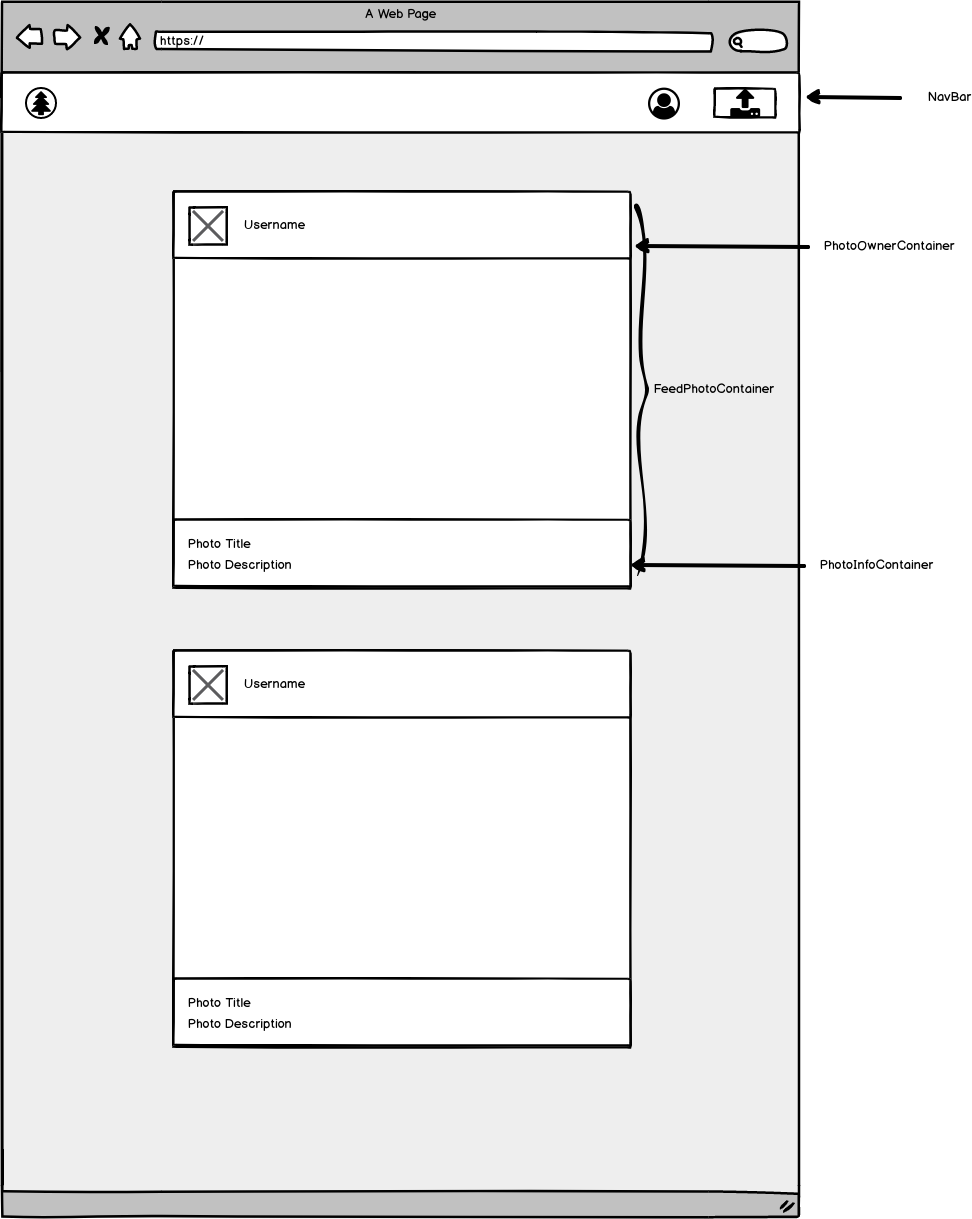 A Web Page
https://
NavBar
Username
PhotoOwnerContainer
FeedPhotoContainer
Photo Title
Photo Description
PhotoInfoContainer
Username
Photo Title
Photo Description